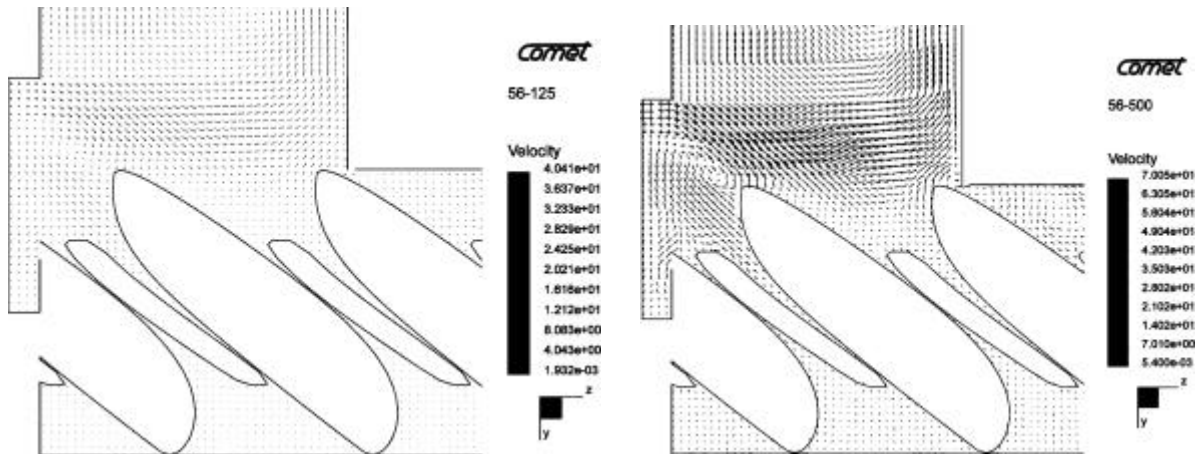 Comet
56-125
Velocity
4.041e+01
3.637e+01
3.233e+01
2.829e+01
2.425e+01
2.021e+01
1.616e+01
1.212e+01
8.083e+00
4.043e+00
1.932e-03
z
y
Comet
56-500
Velocity
7.005e+01
6.305e+01
5.604e+01
4.904e+01
4.203e+01
3.503e+01
2.802e+01
2.102e+01
1.402e+01
7.010e+00
5.400e-03
z
y